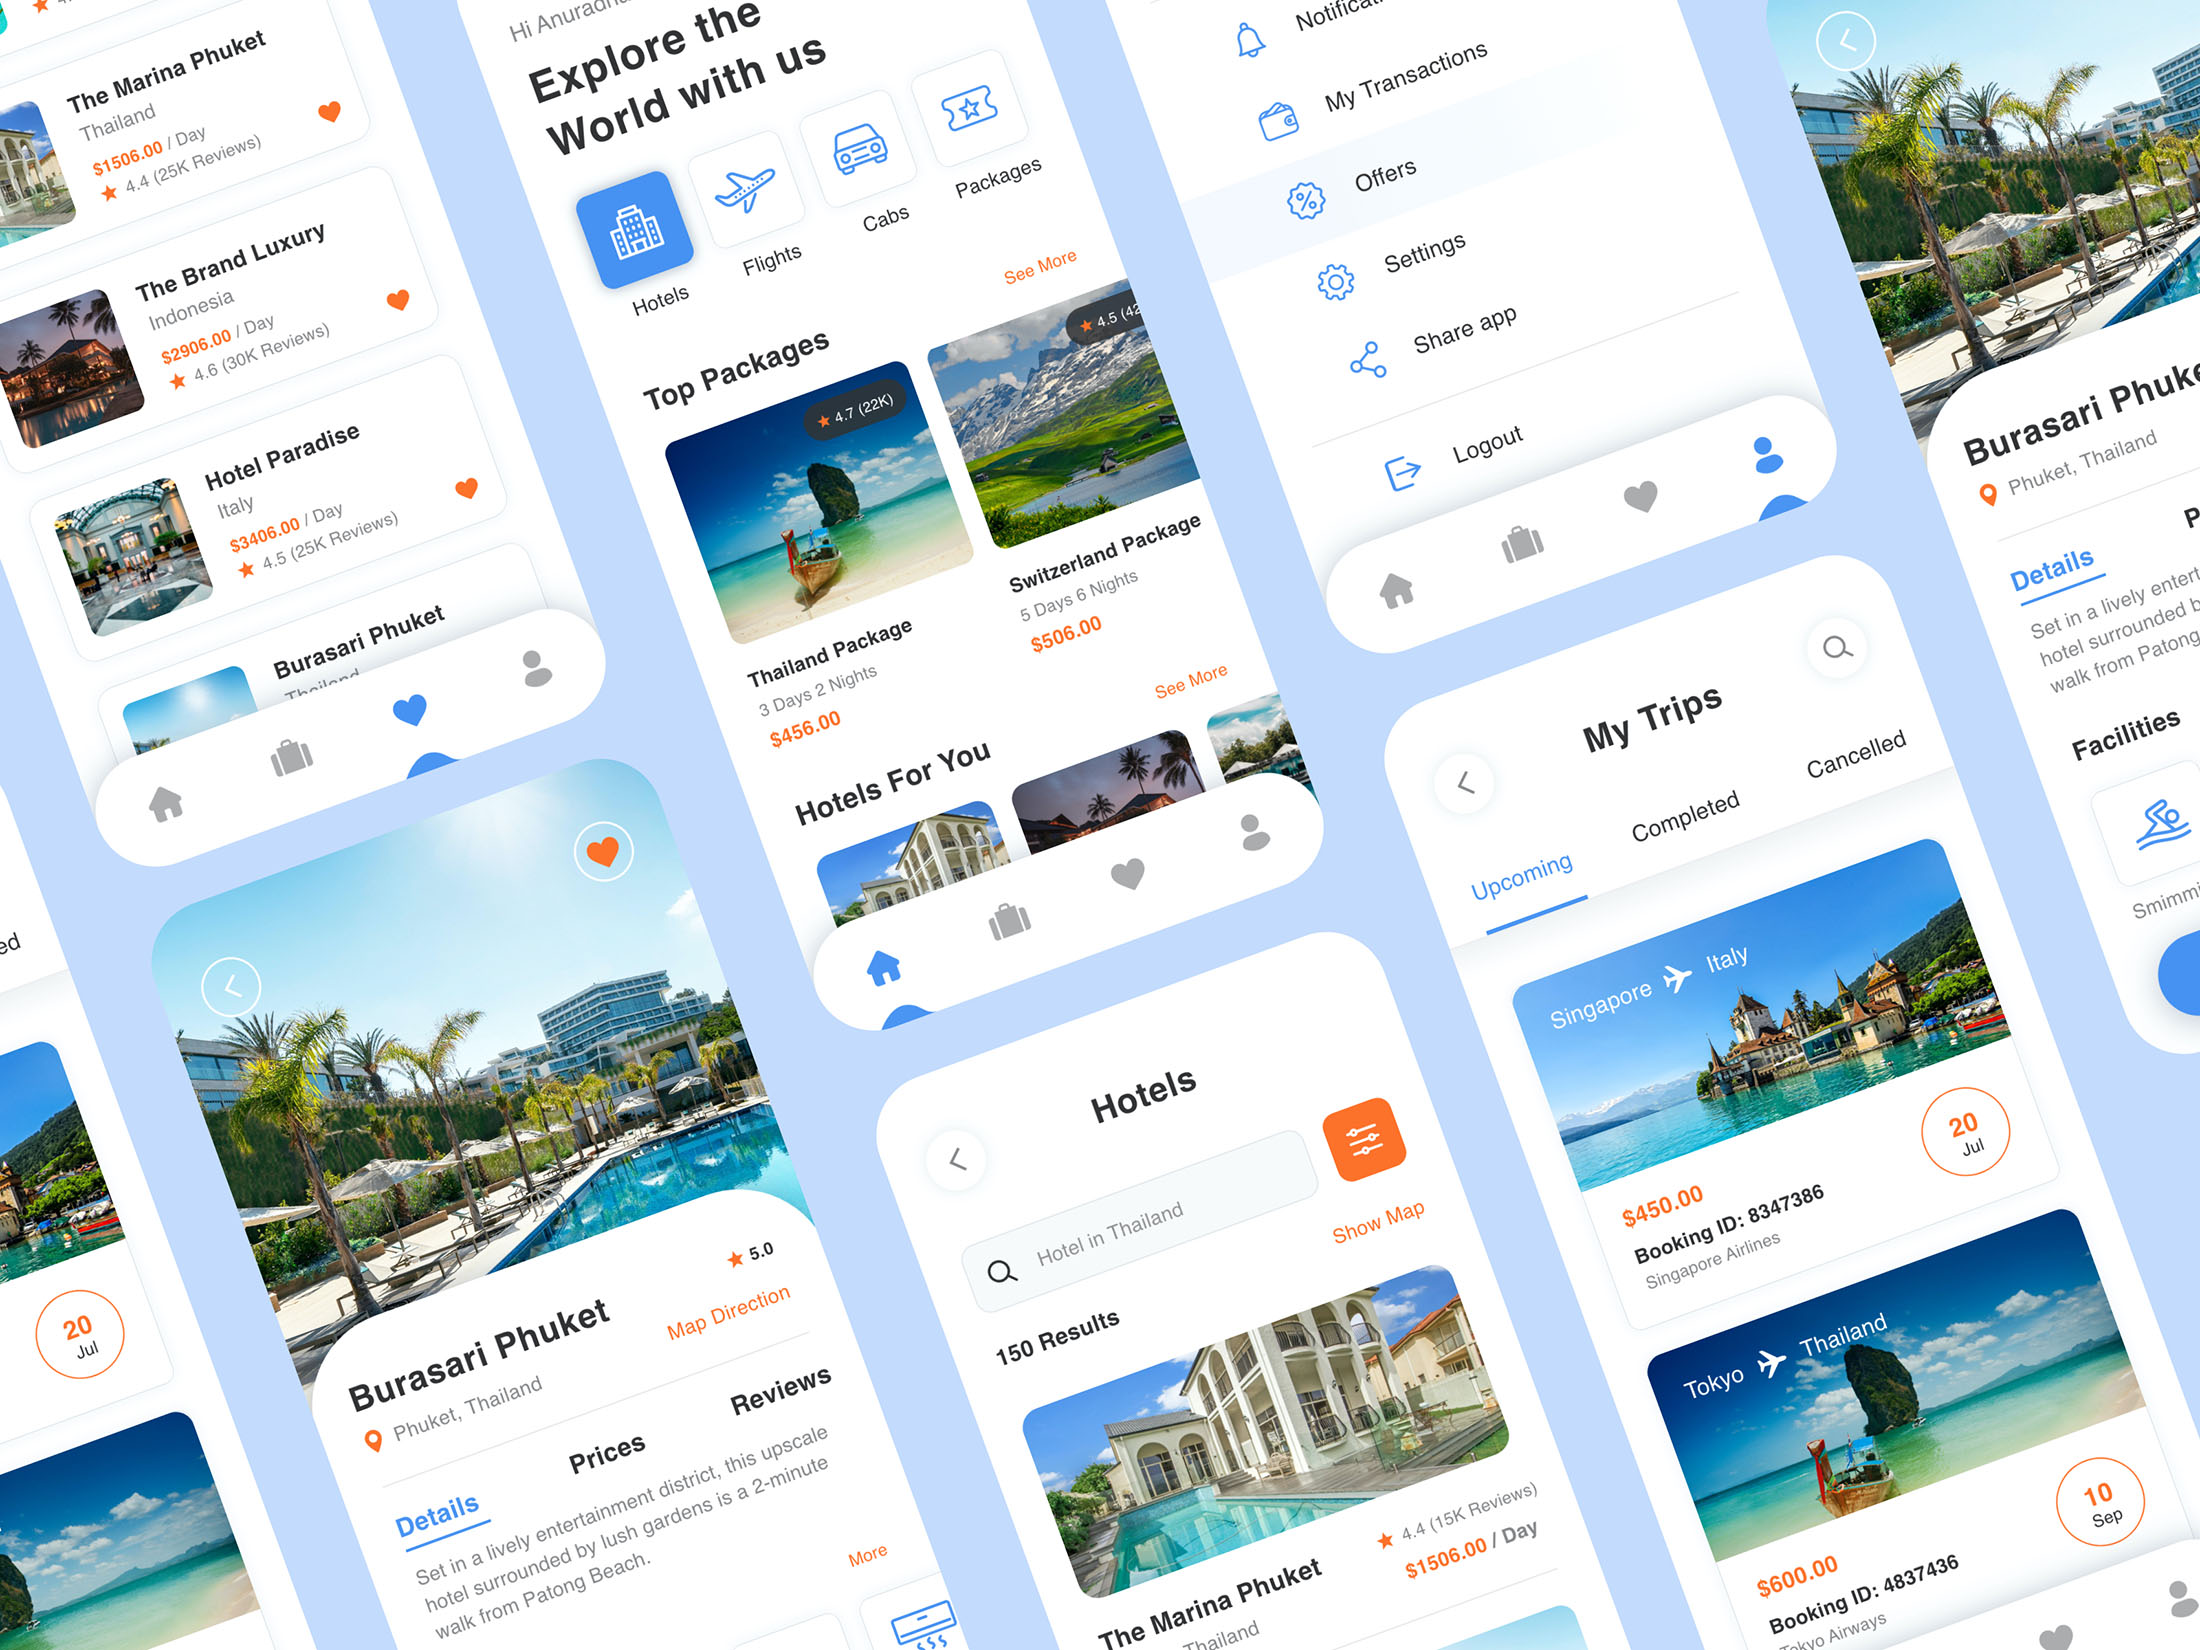 The Marina Phuket
Thailand
$1506.00 / Day
4.4 (25K Reviews)
The Brand Luxury
Indonesia
$2906.00 / Day
4.6 (30K Reviews)
Hotel Paradise
Italy
$3406.00 / Day
4.5 (25K Reviews)
Burasari Phuket
Thailand
Hi
Explore the
World with us
Hotels
Flights
Cabs
Packages
See More
Top Packages
4.7 (22K)
4.5 (42
Thailand Package
3 Days 2 Nights
$456.00
Switzerland Package
5 Days 6 Nights
$506.00
See More
Hotels For You
My Transactions
Offers
Settings
Share app
Logout
Burasari
Phuket, Thailand
Details
Set in a lively
hotel surrounded
walk from Patong
Facilities
ed
20
Jul
5.0
Burasari Phuket
Map Direction
Phuket, Thailand
Details
Prices
Reviews
Set in a lively entertainment district, this upscale
hotel surrounded by lush gardens is a 2-minute
walk from Patong Beach.
More
Hotels
Hotel in Thailand
Show Map
150 Results
The Marina Phuket
Thailand
4.4 (15K Reviews)
$1506.00 / Day
My Trips
Upcoming
Completed
Cancelled
Singapore Italy
$450.00
Booking ID: 8347386
Singapore Airlines
20
Jul
Tokyo Thailand
$600.00
Booking ID: 4837436
Tokyo Airways
10
Sep